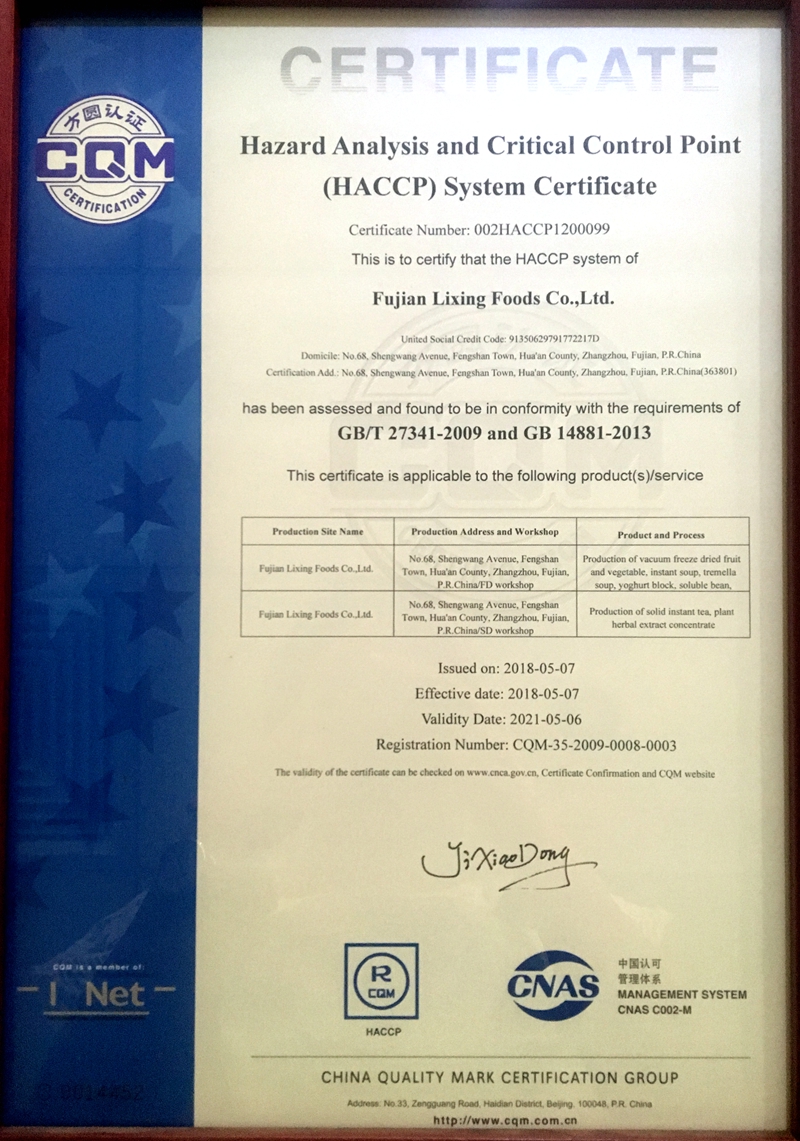 CERTIFICATE
方圆认证
CQM
CERTIFICATION
Hazard Analysis and Critical Control Point
(HACCP) System Certificate
Certificate Number: 002HACCP1200099
This is to certify that the HACCP system of
Fujian Lixing Foods Co.,Ltd.
United Social Credit Code: 91350629791772217D
Domicile: No.68, Shengwang Avenue, Fengshan Town, Hua'an County, Zhangzhou, Fujian, P.R.China
Certification Add.: No.68, Shengwang Avenue, Fengshan Town, Hua'an County, Zhangzhou, Fujian, P.R.China(363801)
has been assessed and found to be in conformity with the requirements of
GB/T 27341-2009 and GB 14881-2013
This certificate is applicable to the following product(s)/service
Production Site Name
Production Address and Workshop
Product and Process
Fujian Lixing Foods Co.,Ltd.
No.68, Shengwang Avenue, Fengshan
Town, Hua'an County, Zhangzhou, Fujian,
P.R.China/FD workshop
Production of vacuum freeze dried fruit
and vegetable, instant soup, tremella
soup, yoghurt block, soluble bean,
Fujian Lixing Foods Co.,Ltd.
No.68, Shengwang Avenue, Fengshan
Town, Hua'an County, Zhangzhou, Fujian,
P.R.China/SD workshop
Production of solid instant tea, plant
herbal extract concentrate
Issued on: 2018-05-07
Effective date: 2018-05-07
Validity Date: 2021-05-06
Registration Number: CQM-35-2009-0008-0003
The validity of the certificate can be checked on www.cnca.gov.cn, Certificate Confirmation and CQM website
Ji XiaoDong
CQM is a member of:
I Net
R
CQM
HACCP
CNAS
中国认可
管理体系
MANAGEMENT SYSTEM
CNAS C002-M
CHINA QUALITY MARK CERTIFICATION GROUP
Address: No.33, Zengguang Road, Haidian District, Beijing, 100048, P.R. China
http://www.cqm.com.cn